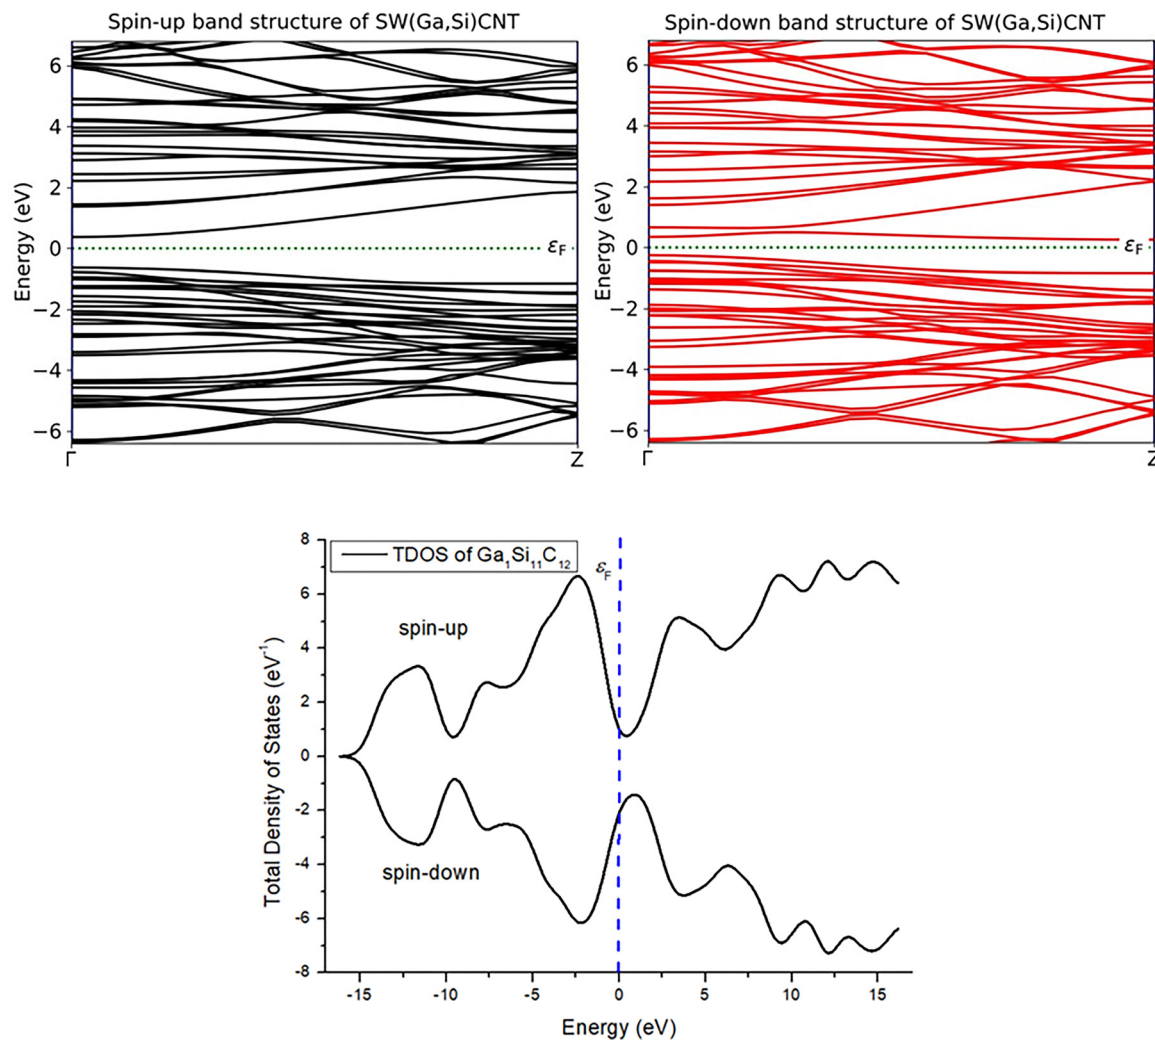 Spin-up band structure of SW(Ga,Si)CNT
Energy (eV)
6
4
2
0
−2
−4
−6
εF
Γ
Z
Spin-down band structure of SW(Ga,Si)CNT
Energy (eV)
6
4
2
0
−2
−4
−6
εF
Γ
Z
TDOS of Ga1Si11C12
εF
spin-up
spin-down
Total Density of States (eV-1)
8
6
4
2
0
-2
-4
-6
-8
-15 -10 -5 0 5 10 15
Energy (eV)